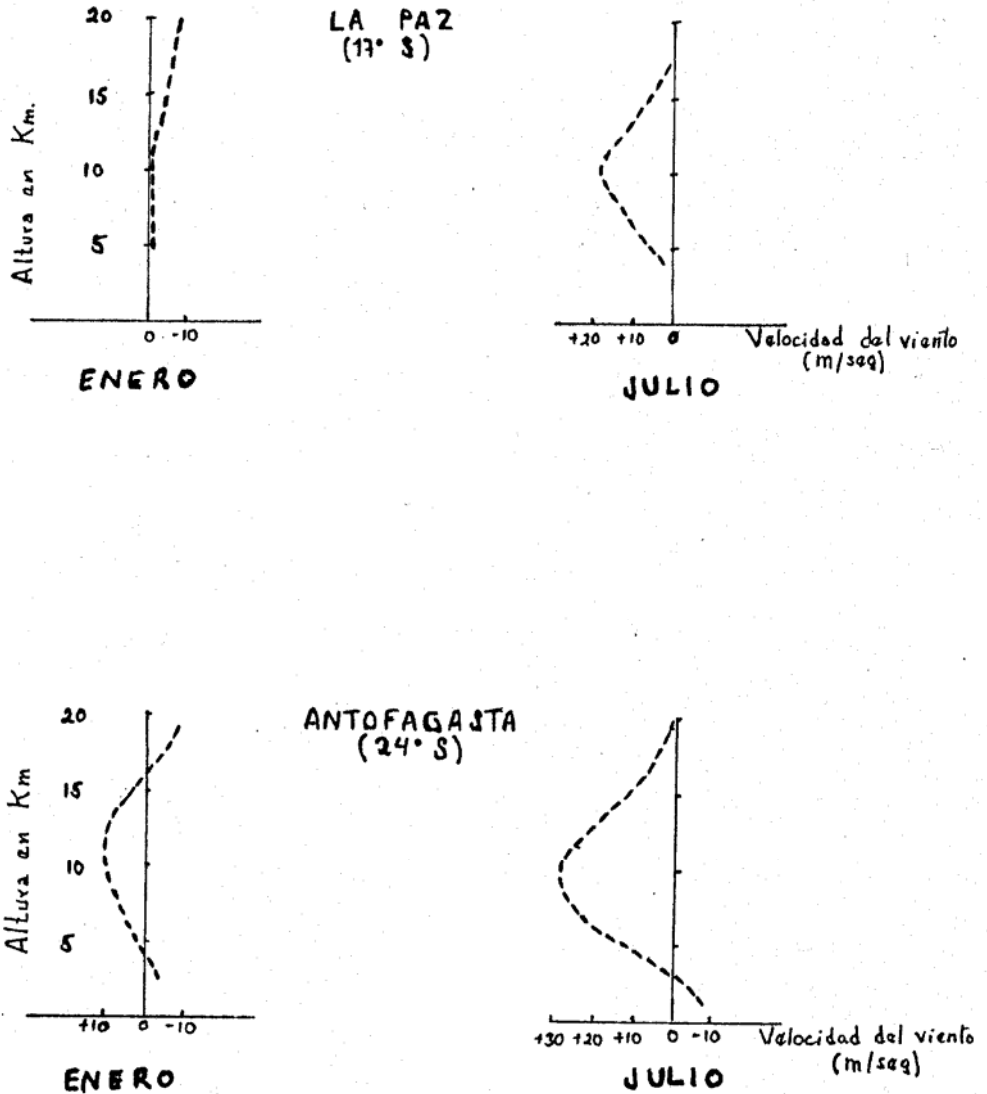 LA PAZ
(17° S)
Altura en Km.
20
15
10
5
0 -10
ENERO
+20 +10 0
Velocidad del viento
(m/seg)
JULIO
ANTOFAGASTA
(24° S)
Altura en Km
20
15
10
5
+10 0 -10
ENERO
+30 +20 +10 0 -10
Velocidad del viento
(m/seg)
JULIO